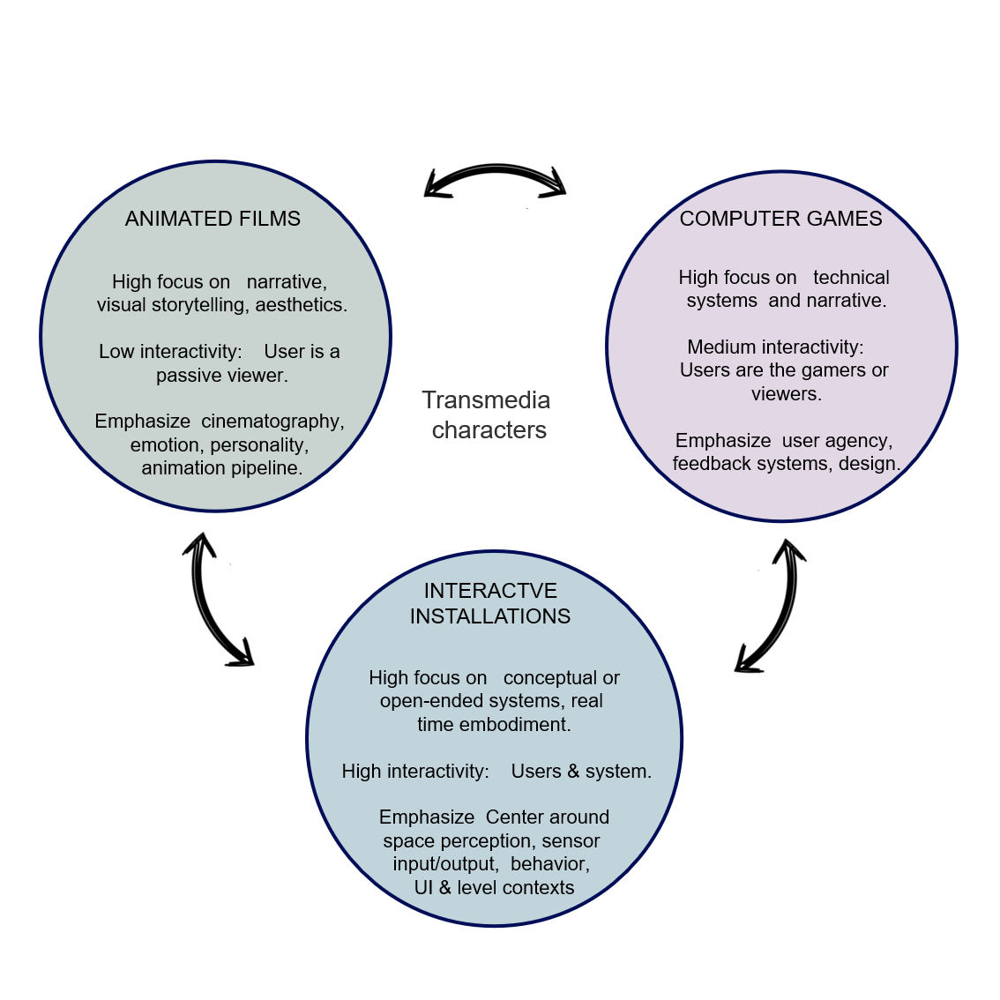 ANIMATED FILMS
High focus on narrative,
visual storytelling, aesthetics.
Low interactivity: User is a
passive viewer.
Emphasize cinematography,
emotion, personality,
animation pipeline.
COMPUTER GAMES
High focus on technical
systems and narrative.
Medium interactivity:
Users are the gamers or
viewers.
Emphasize user agency,
feedback systems, design.
Transmedia
characters
INTERACTVE
INSTALLATIONS
High focus on conceptual or
open-ended systems, real
time embodiment.
High interactivity: Users & system.
Emphasize Center around
space perception, sensor
input/output, behavior,
UI & level contexts